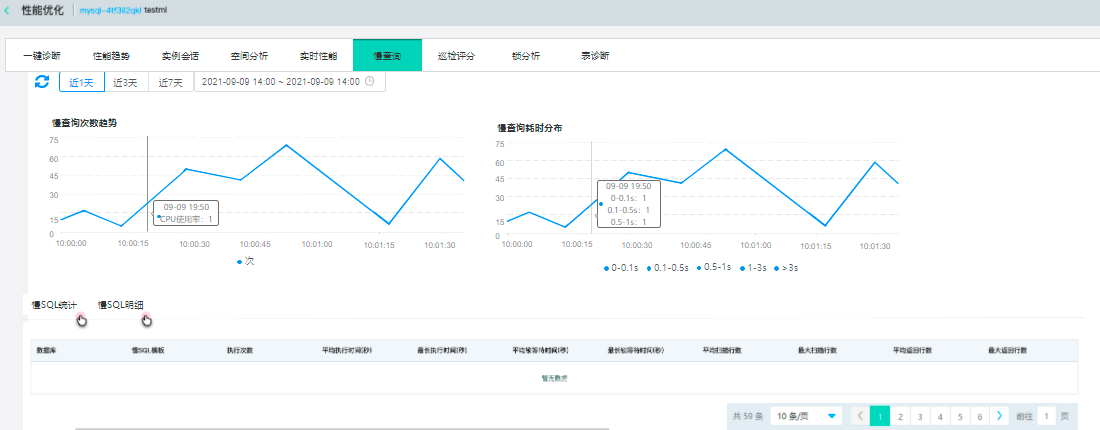 性能优化 mysql-4tf3ii2qkl testml
一键诊断 性能趋势 实例会话 空间分析 实时性能 慢查询 巡检评分 锁分析 表诊断
近1天 近3天 近7天 2021-09-09 14:00 ~ 2021-09-09 14:00
慢查询次数趋势
75
60
45
30
15
0
09-09 19:50
CPU使用率: 1
10:00:00 10:00:15 10:00:30 10:00:45 10:01:00 10:01:15 10:01:30
次
慢查询耗时分布
75
60
45
30
15
0
09-09 19:50
0-0.1s: 1
0.1-0.5s: 1
0.5-1s: 1
10:00:00 10:00:15 10:00:30 10:00:45 10:01:00 10:01:15 10:01:30
0-0.1s 0.1-0.5s 0.5-1s 1-3s >3s
慢SQL统计 慢SQL明细
数据库 慢SQL模板 执行次数 平均执行时间(秒) 最长执行时间(秒) 平均锁等待时间(秒) 最长锁等待时间(秒) 平均扫描行数 最大扫描行数 平均返回行数 最大返回行数
暂无数据
共 59 条 10 条/页 1 2 3 4 5 6 前往 1 页